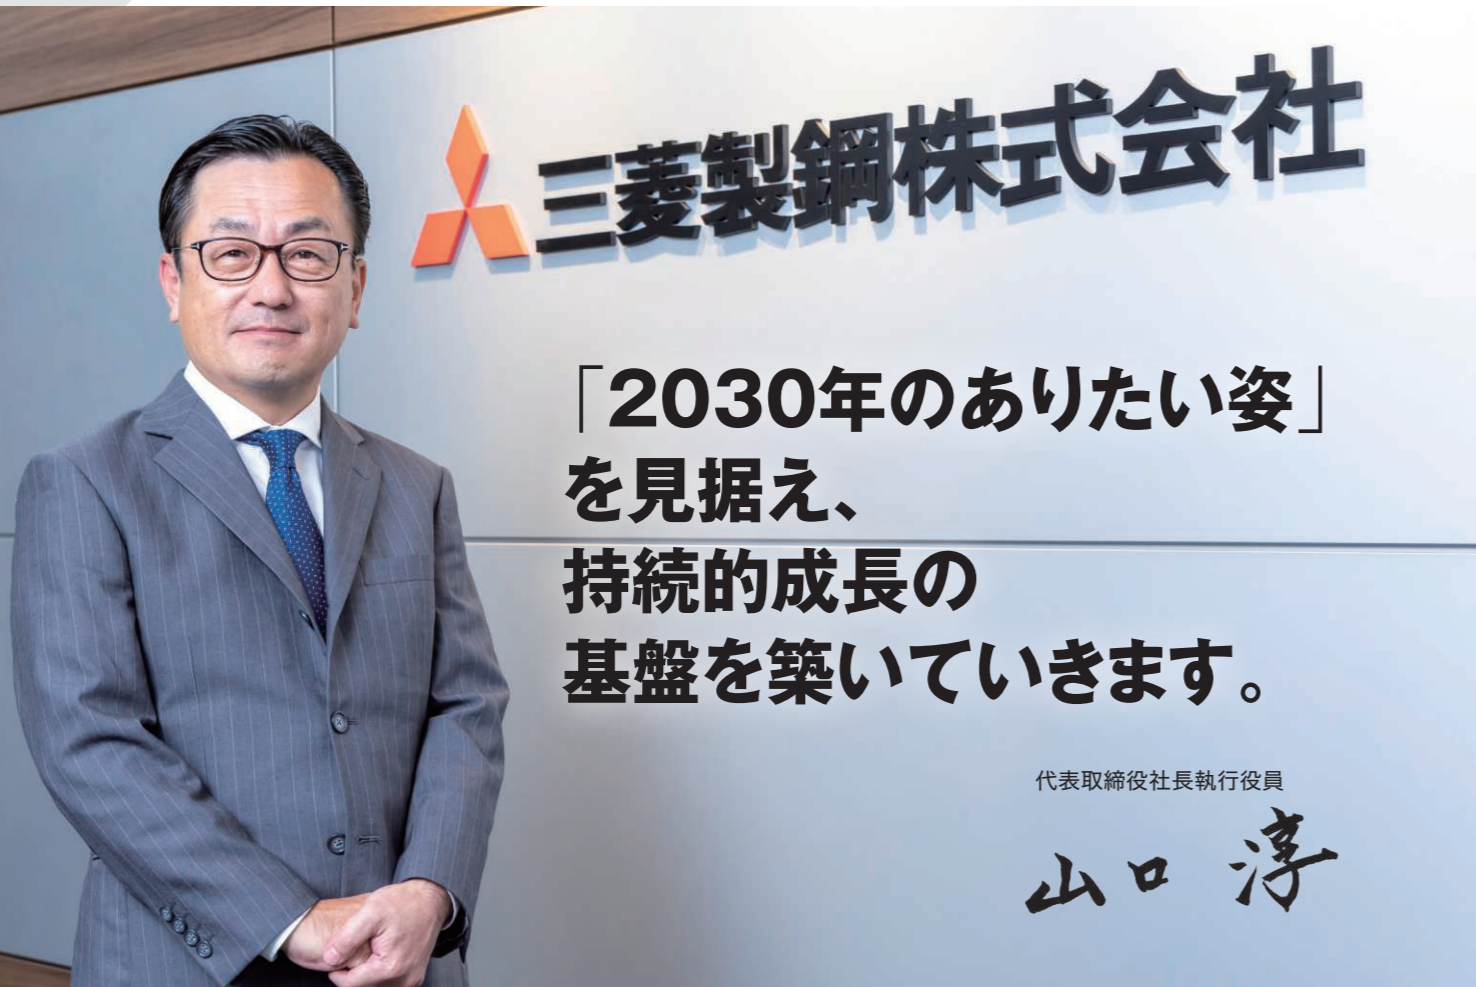 三菱製鋼株式会社
「2030年のありたい姿」
を見据え、
持続的成長の
基盤を築いていきます。
代表取締役社長執行役員
山口 淳